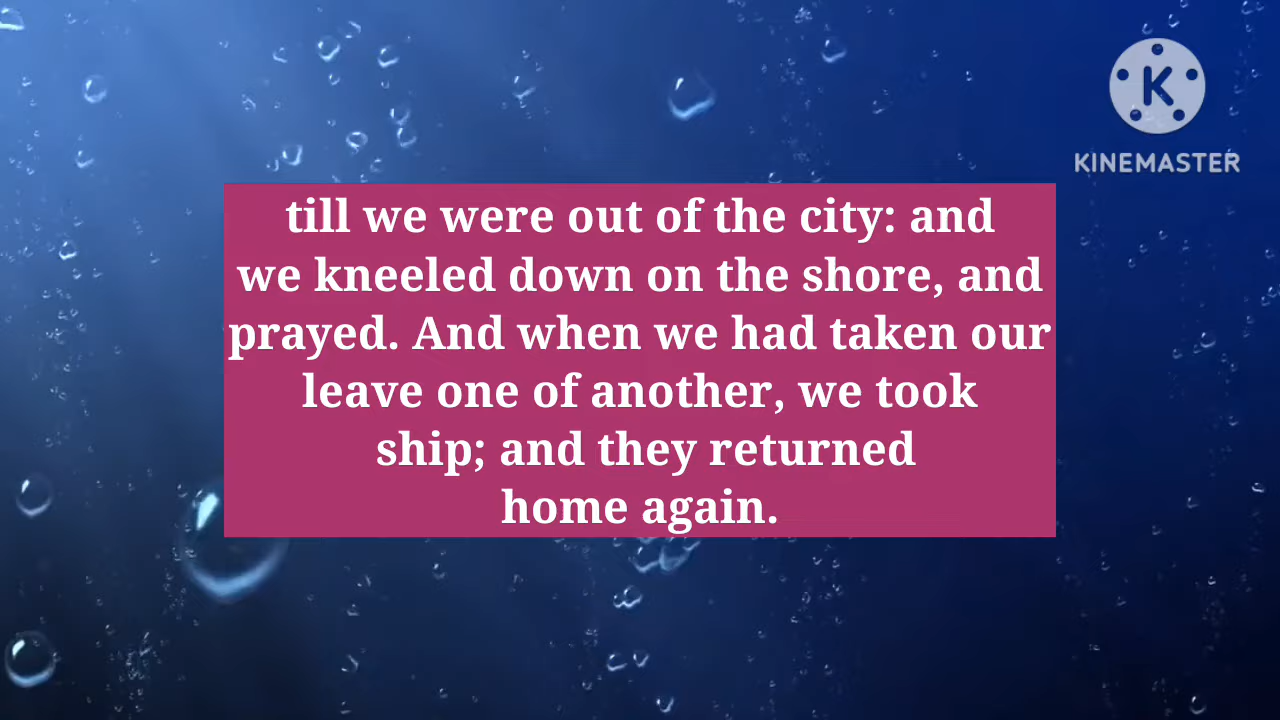 K
KINEMASTER
till we were out of the city: and
we kneeled down on the shore, and
prayed. And when we had taken our
leave one of another, we took
ship; and they returned
home again.